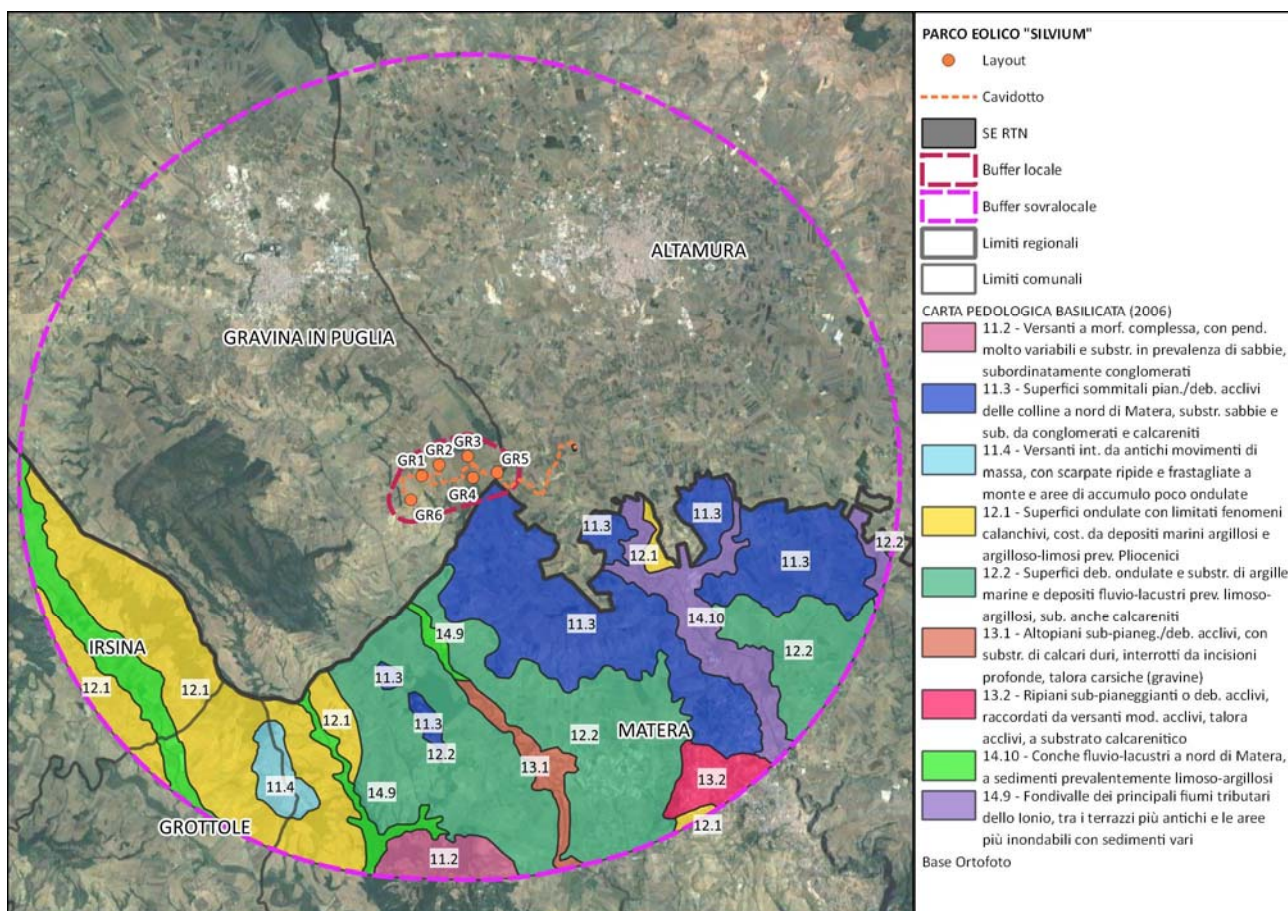 ALTAMURA
GRAVINA IN PUGLIA
GR3
GR2
GR1
GR5
GR4
GR6
11.3
11.3
12.2
12.1
11.3
14.10
11.3
14.9
12.2
IRSINA
12.1
12.1
11.3
12.1
11.3
12.2
MATERA
12.2
13.1
13.2
11.4
14.9
12.1
GROTTOLE
11.2
PARCO EOLICO "SILVIUM"
Layout
Cavidotto
SE RTN
Buffer locale
Buffer sovralocale
Limiti regionali
Limiti comunali
CARTA PEDOLOGICA BASILICATA (2006)
11.2 - Versanti a morf. complessa, con pend.
molto variabili e substr. in prevalenza di sabbie,
subordinatamente conglomerati
11.3 - Superfici sommitali pian./deb. acclivi
delle colline a nord di Matera, substr. sabbie e
sub. da conglomerati e calcareniti
11.4 - Versanti int. da antichi movimenti di
massa, con scarpate ripide e frastagliate a
monte e aree di accumulo poco ondulate
12.1 - Superfici ondulate con limitati fenomeni
calanchivi, cost. da depositi marini argillosi e
argilloso-limosi prev. Pliocenici
12.2 - Superfici deb. ondulate e substr. di argille
marine e depositi fluvio-lacustri prev. limoso-
argillosi, sub. anche calcareniti
13.1 - Altopiani sub-pianeg./deb. acclivi, con
substr. di calcari duri, interrotti da incisioni
profonde, talora carsiche (gravine)
13.2 - Ripiani sub-pianeggianti o deb. acclivi,
raccordati da versanti mod. acclivi, talora
acclivi, a substrato calcarenitico
14.10 - Conche fluvio-lacustri a nord di Matera,
a sedimenti prevalentemente limoso-argillosi
14.9 - Fondivalle dei principali fiumi tributari
dello Ionio, tra i terrazzi più antichi e le aree
più inondabili con sedimenti vari
Base Ortofoto